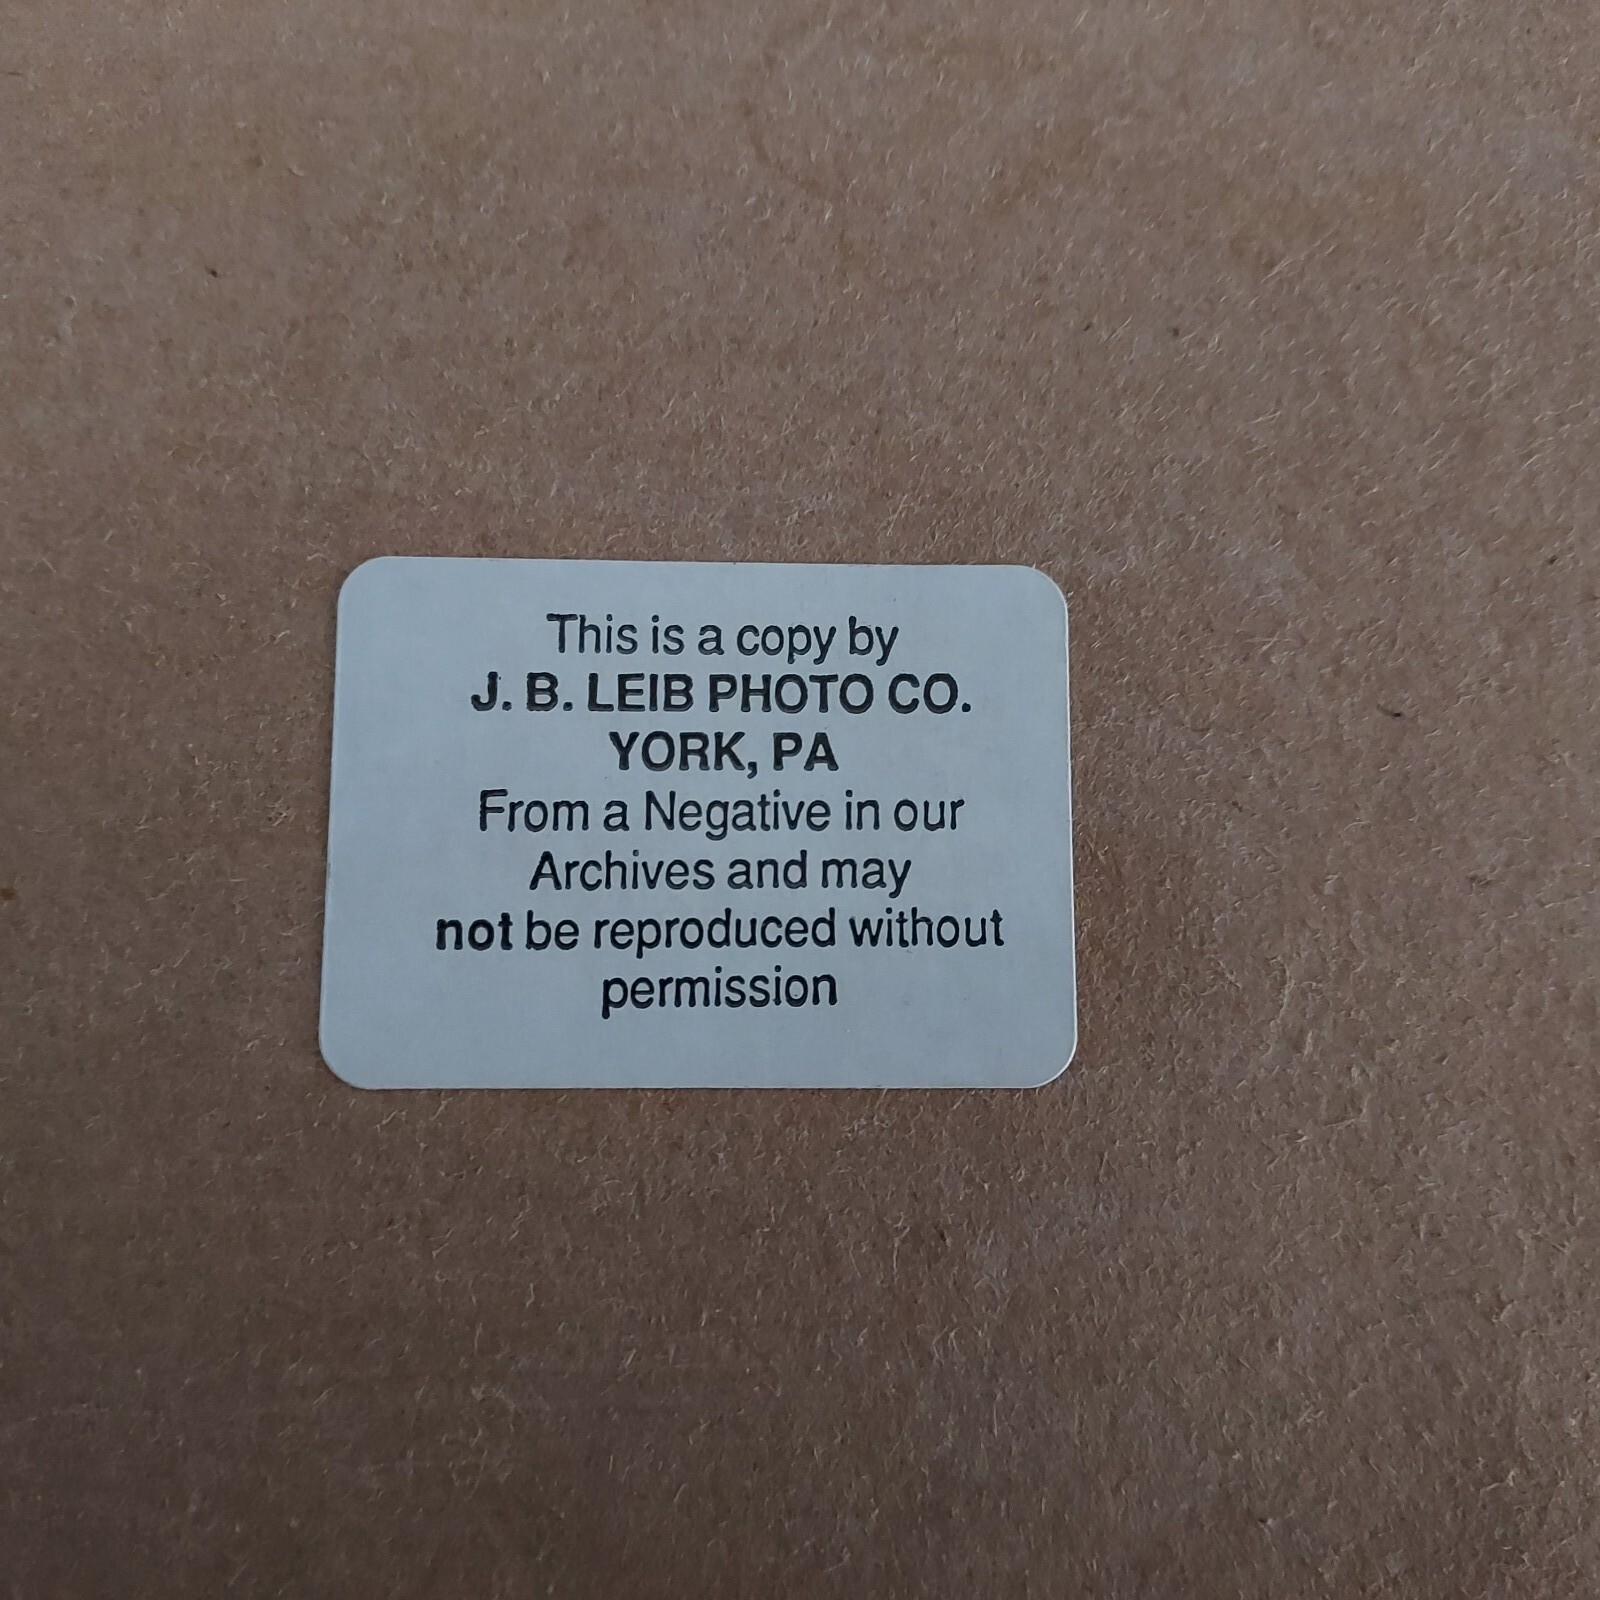 This is a copy by
J. B. LEIB PHOTO CO.
YORK, PA
From a Negative in our
Archives and may
not be reproduced without
permission